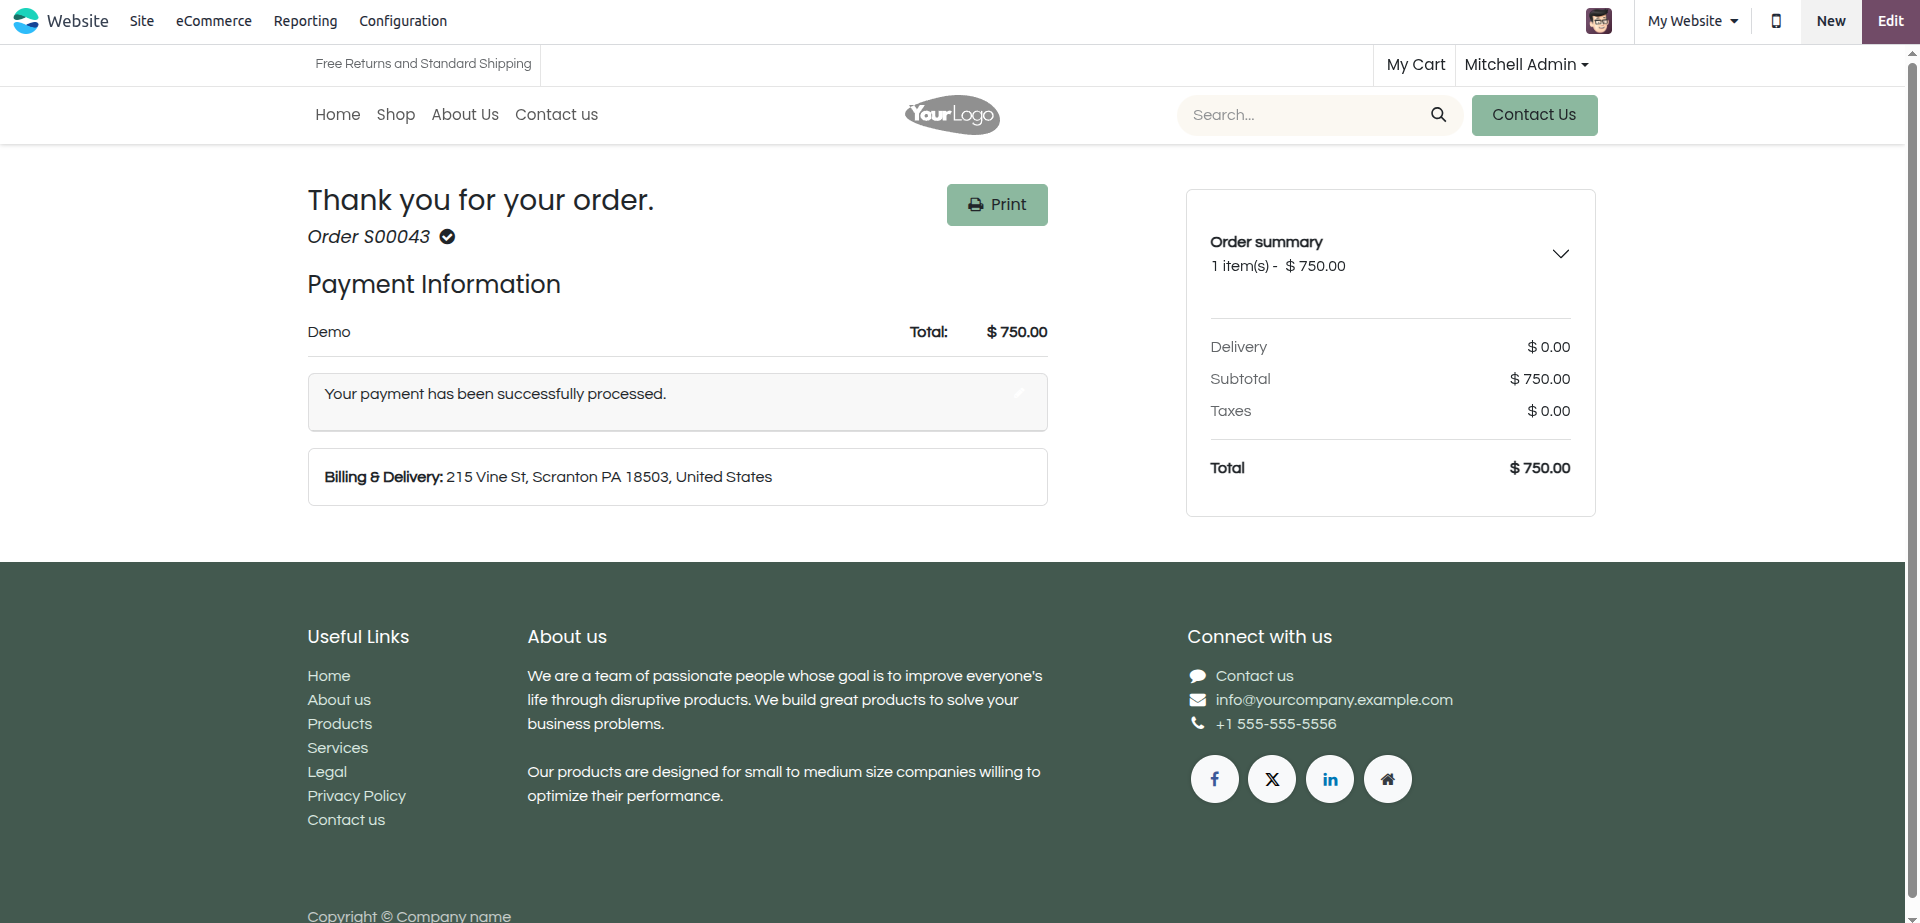 Website Site eCommerce Reporting Configuration My Website New Edit
Free Returns and Standard Shipping My Cart Mitchell Admin
Home Shop About Us Contact us YourLogo Search... Contact Us
Thank you for your order. Print
Order S00043
Payment Information
Demo Total: $ 750.00
Your payment has been successfully processed.
Billing & Delivery: 215 Vine St, Scranton PA 18503, United States
Order summary
1 item(s) - $ 750.00
Delivery $ 0.00
Subtotal $ 750.00
Taxes $ 0.00
Total $ 750.00
Useful Links
Home
About us
Products
Services
Legal
Privacy Policy
Contact us
About us
We are a team of passionate people whose goal is to improve everyone's
life through disruptive products. We build great products to solve your
business problems.
Our products are designed for small to medium size companies willing to
optimize their performance.
Connect with us
Contact us
info@yourcompany.example.com
+1 555-555-5556
Copyright © Company name